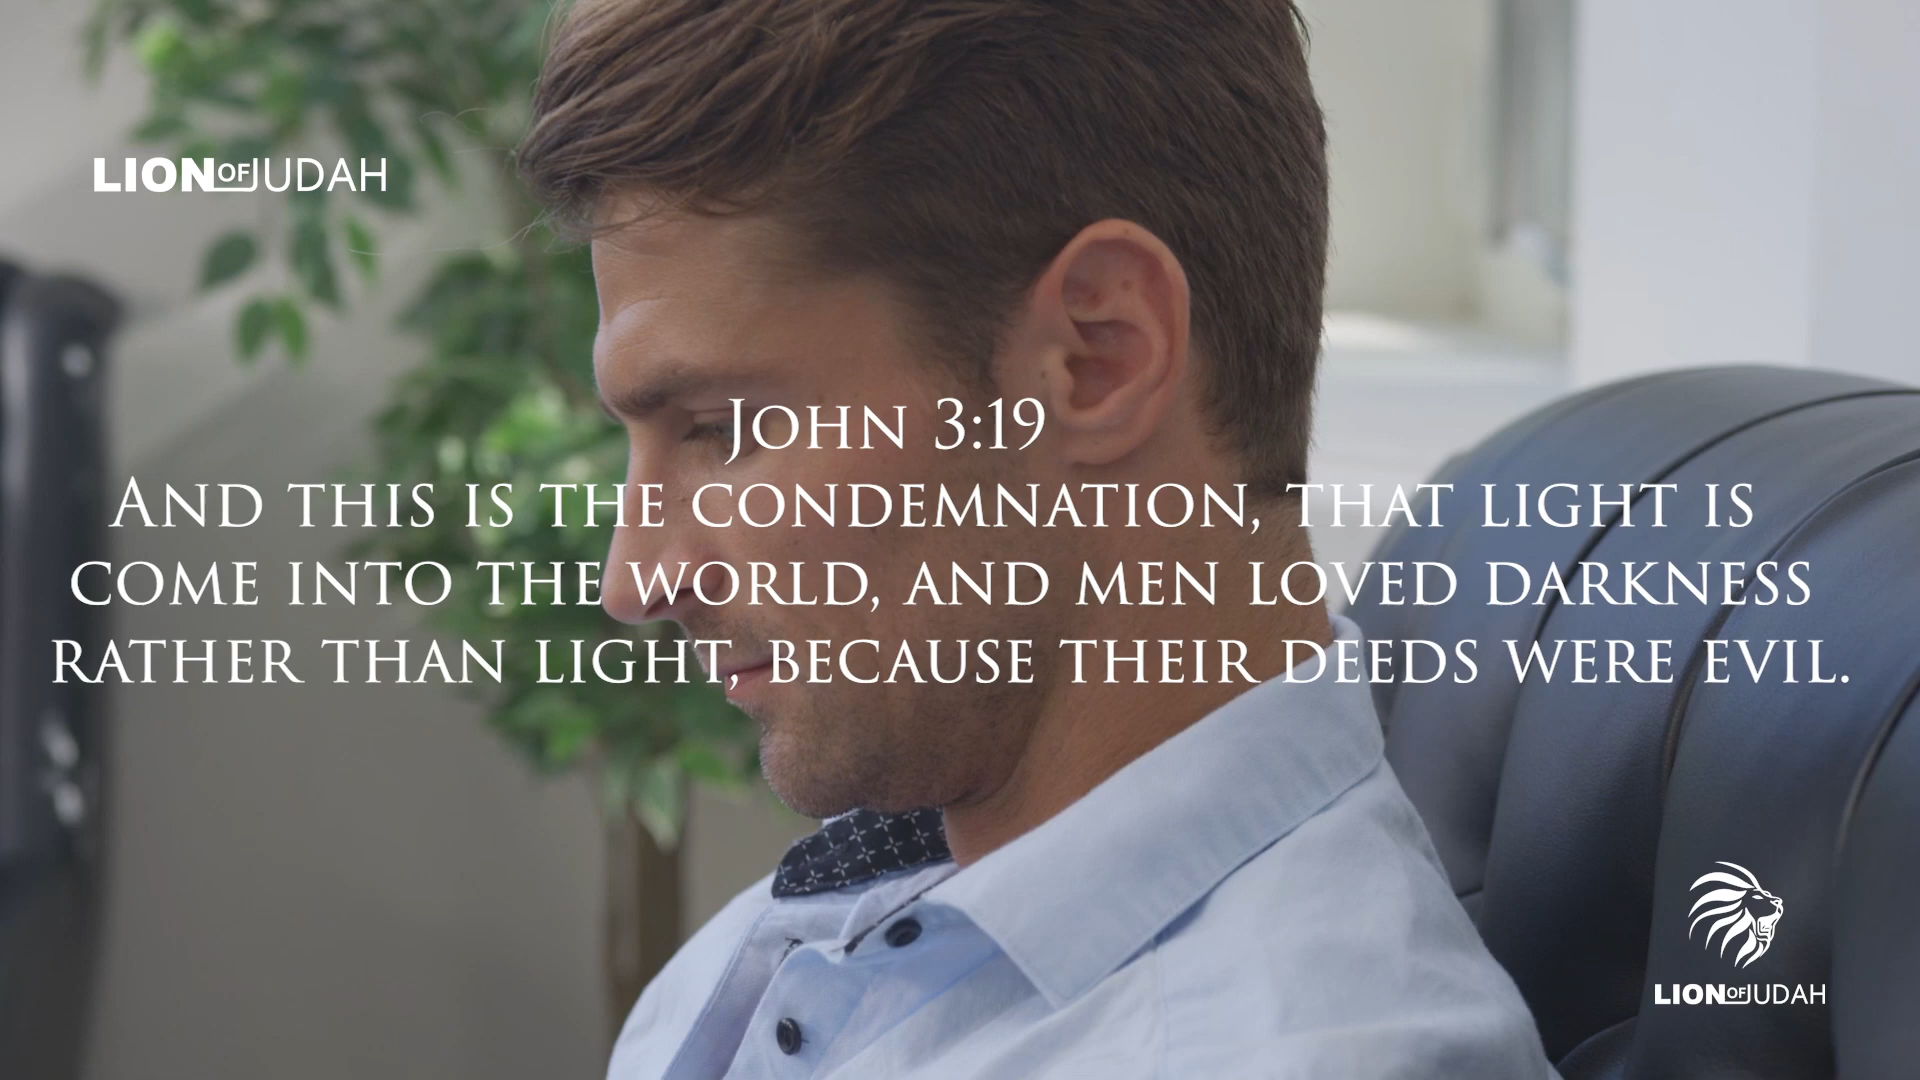 LION OF JUDAH
John 3:19
And this is the condemnation, that light is
come into the world, and men loved darkness
rather than light, because their deeds were evil.
LION OF JUDAH